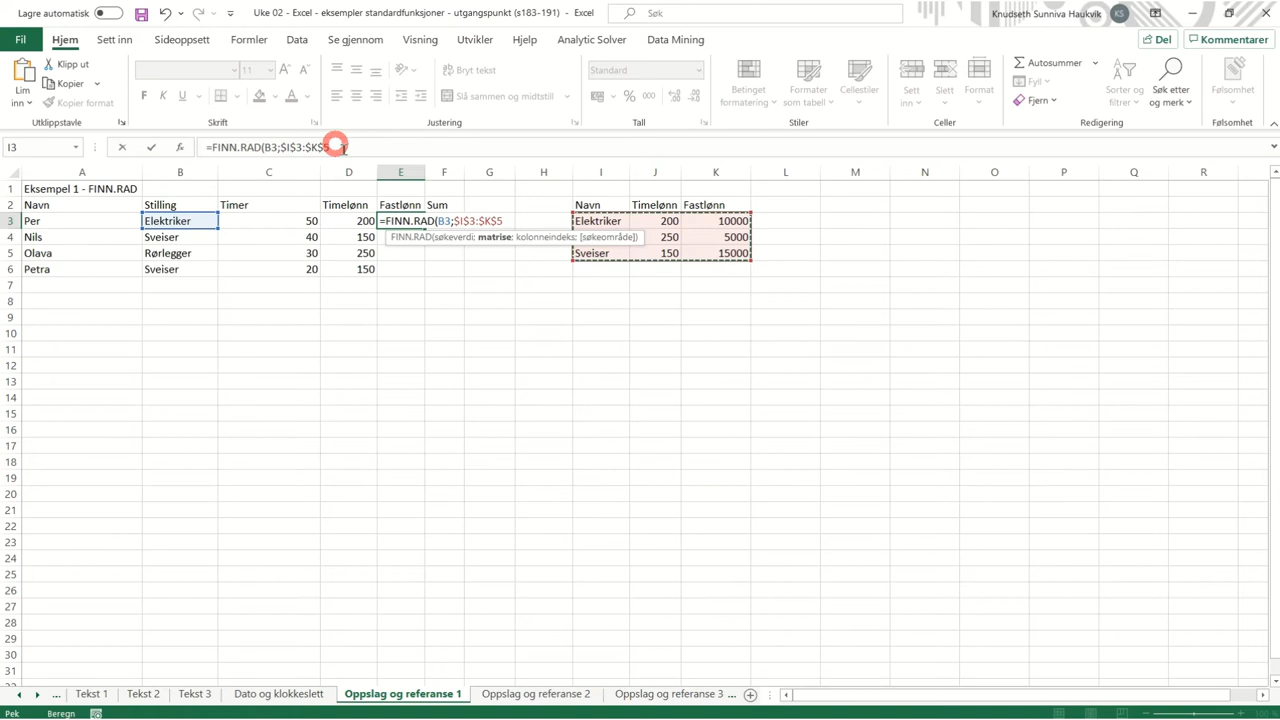 Lagre automatisk
Uke 02 - Excel - eksempler standardfunksjoner - utgangspunkt (s183-191) - Excel
Søk
Knudseth Sunniva Haukvik
KS
Fil
Hjem
Sett inn
Sideoppsett
Formler
Data
Se gjennom
Visning
Utvikler
Hjelp
Analytic Solver
Data Mining
Del
Kommentarer
Lim inn
Klipp ut
Kopier
Kopier format
Utklippstavle
11
F K U
Skrift
Bryt tekst
Slå sammen og midtstill
Justering
Standard
% 000
Tall
Betinget formatering
Formater som tabell
Cellestiler
Stiler
Sett inn
Slett
Format
Celler
Autosummer
Fyll
Fjern
Sorter og filtrer
Søk etter og merk
Redigering
Følsomhet
Følsomhet
I3
=FINN.RAD(B3;$I$3:$K$5
A B C D E F G H I J K L M N O P Q R
1 Eksempel 1 - FINN.RAD
2 Navn Stilling Timer Timelønn Fastlønn Sum Navn Timelønn Fastlønn
3 Per Elektriker 50 200 =FINN.RAD(B3;$I$3:$K$5 Elektriker 200 10000
4 Nils Sveiser 40 150 FINN.RAD(søkeverdi; matrise; kolonneindeks; [søkeområde]) 250 5000
5 Olava Rørlegger 30 250 Sveiser 150 15000
6 Petra Sveiser 20 150
7
8
9
10
11
12
13
14
15
16
17
18
19
20
21
22
23
24
25
26
27
28
29
30
31
... Tekst 1 Tekst 2 Tekst 3 Dato og klokkeslett Oppslag og referanse 1 Oppslag og referanse 2 Oppslag og referanse 3 ...
Pek Beregn